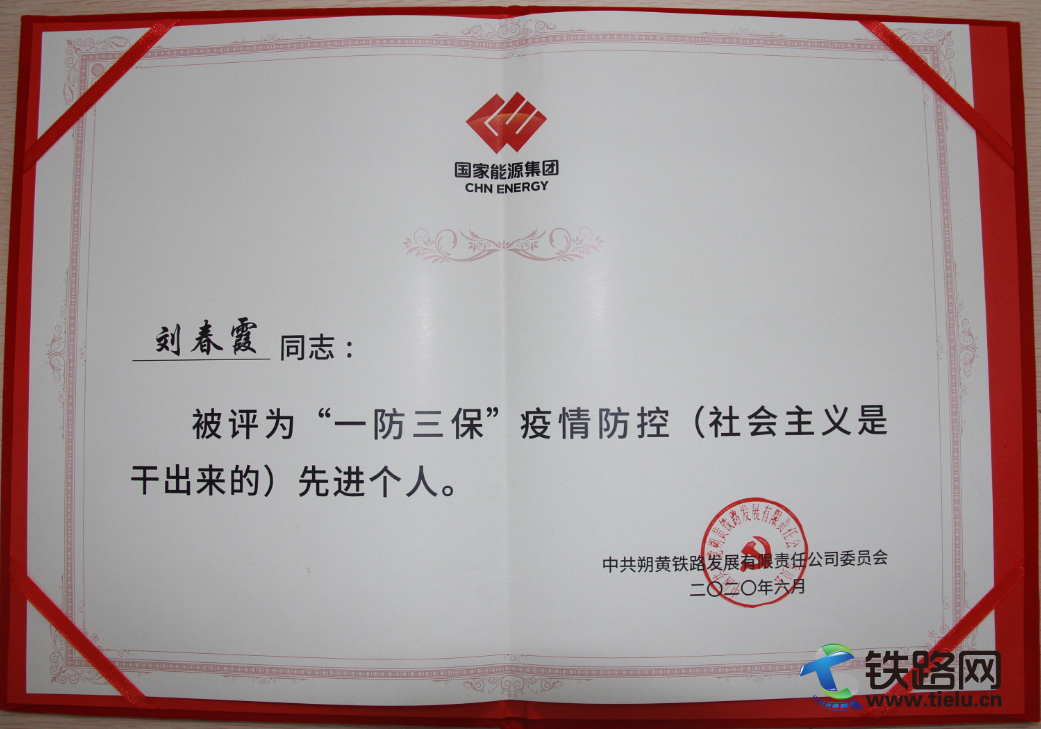 国家能源集团
CHN ENERGY
刘春霞 同志：
被评为“一防三保”疫情防控（社会主义是
干出来的）先进个人。
中共朔黄铁路发展有限责任公司委员会
二〇二〇年六月
铁路网
www.tielu.cn